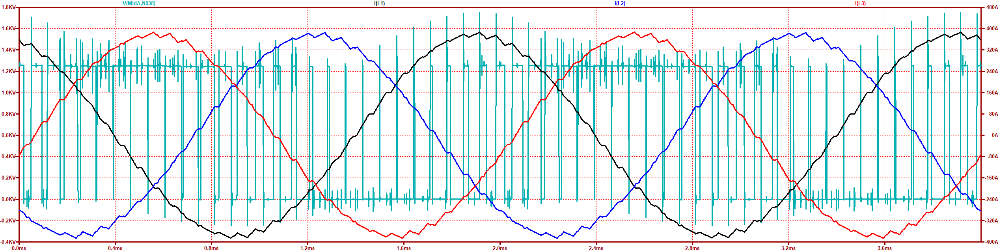 V(MidA,N038) I(L1) I(L2) I(L3)
1.8KV 480A
1.6KV 400A
1.4KV 320A
1.2KV 240A
1.0KV 160A
0.8KV 80A
0.6KV 0A
0.4KV -80A
0.2KV -160A
0.0KV -240A
-0.2KV -320A
-0.4KV -400A
0.0ms 0.4ms 0.8ms 1.2ms 1.6ms 2.0ms 2.4ms 2.8ms 3.2ms 3.6ms